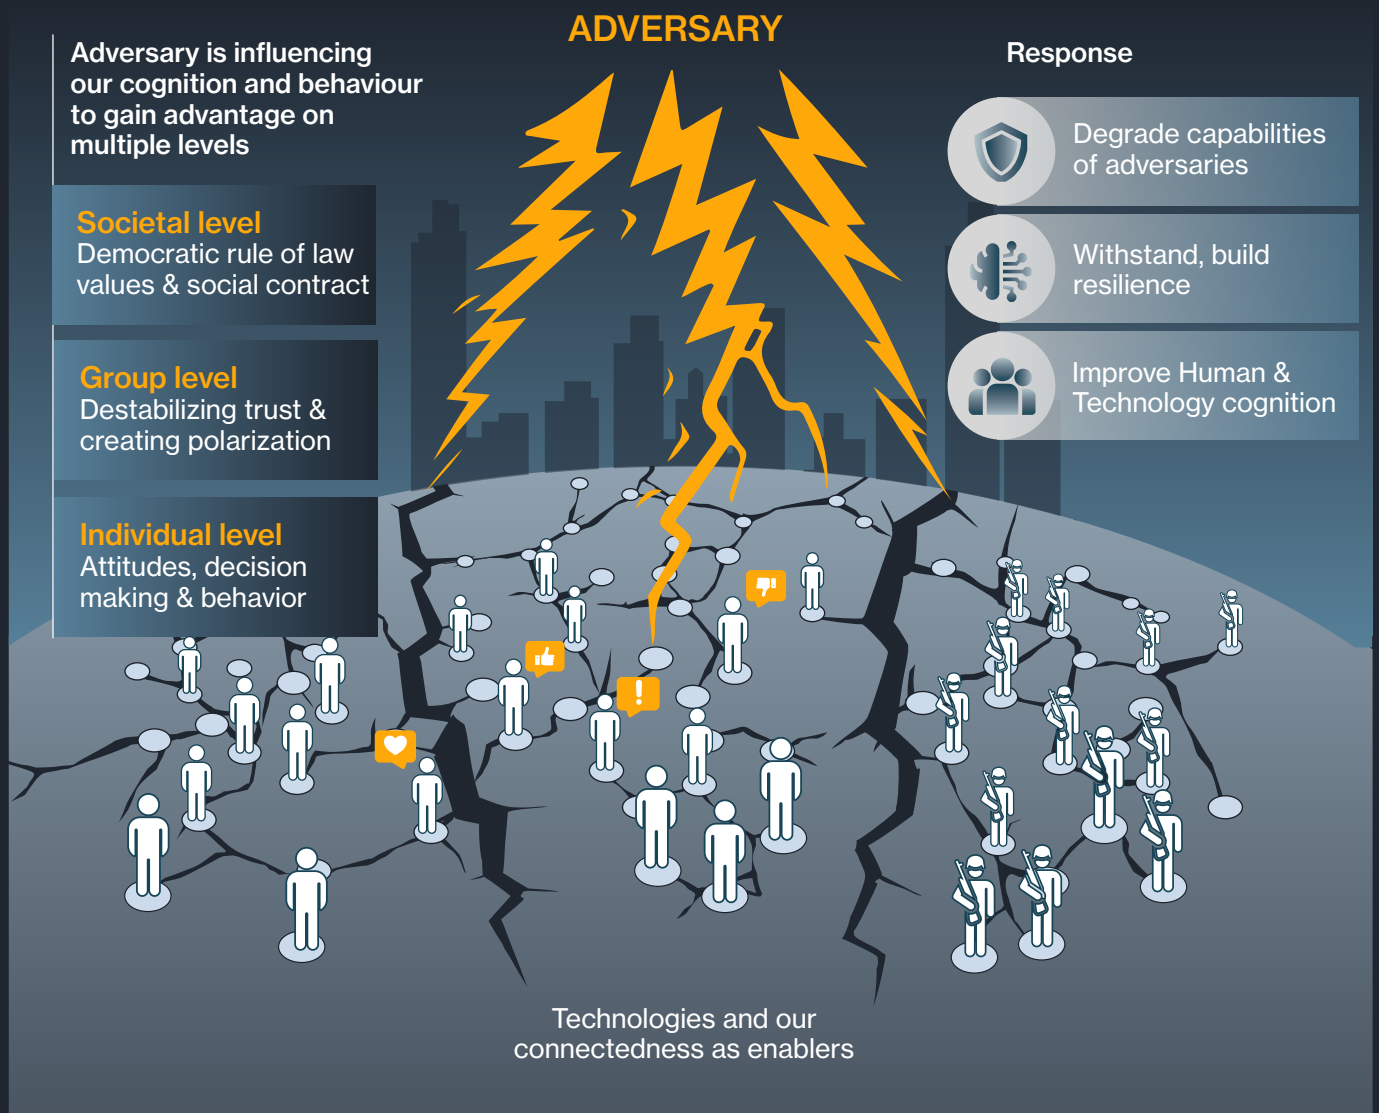 ADVERSARY
Adversary is influencing
our cognition and behaviour
to gain advantage on
multiple levels
Societal level
Democratic rule of law
values & social contract
Group level
Destabilizing trust &
creating polarization
Individual level
Attitudes, decision
making & behavior
Response
Degrade capabilities
of adversaries
Withstand, build
resilience
Improve Human &
Technology cognition
!
Technologies and our
connectedness as enablers